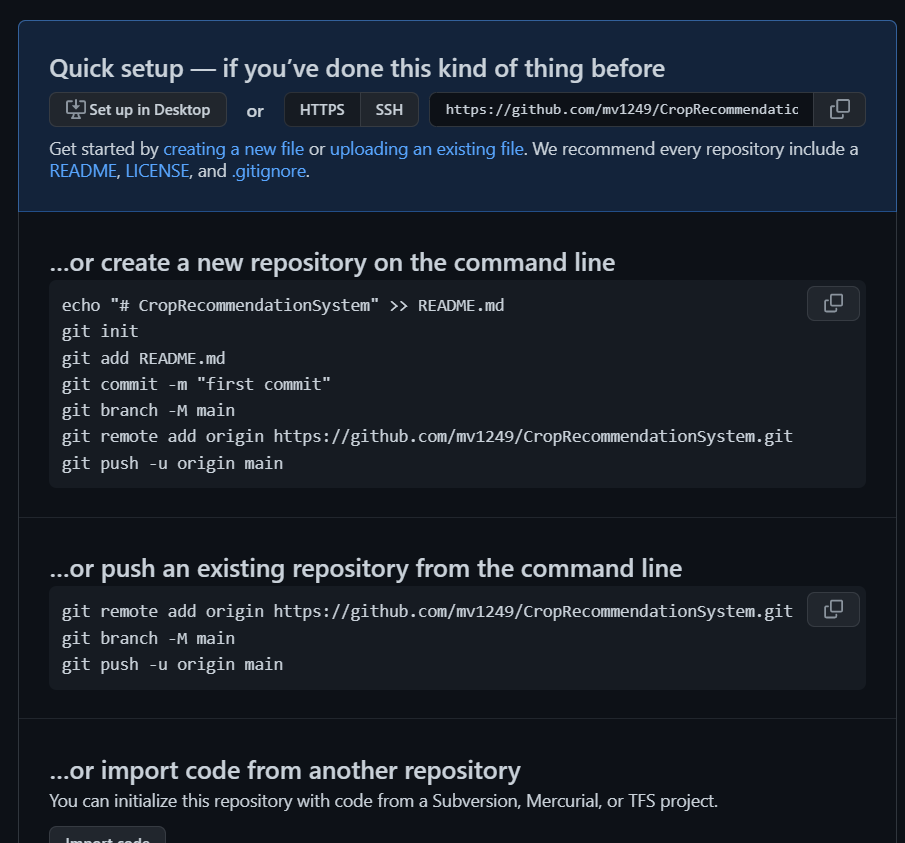 Quick setup — if you've done this kind of thing before
Set up in Desktop or HTTPS SSH https://github.com/mv1249/CropRecommendatio
Get started by creating a new file or uploading an existing file. We recommend every repository include a
README, LICENSE, and .gitignore.
...or create a new repository on the command line
echo "# CropRecommendationSystem" >> README.md
git init
git add README.md
git commit -m "first commit"
git branch -M main
git remote add origin https://github.com/mv1249/CropRecommendationSystem.git
git push -u origin main
...or push an existing repository from the command line
git remote add origin https://github.com/mv1249/CropRecommendationSystem.git
git branch -M main
git push -u origin main
...or import code from another repository
You can initialize this repository with code from a Subversion, Mercurial, or TFS project.
Import code